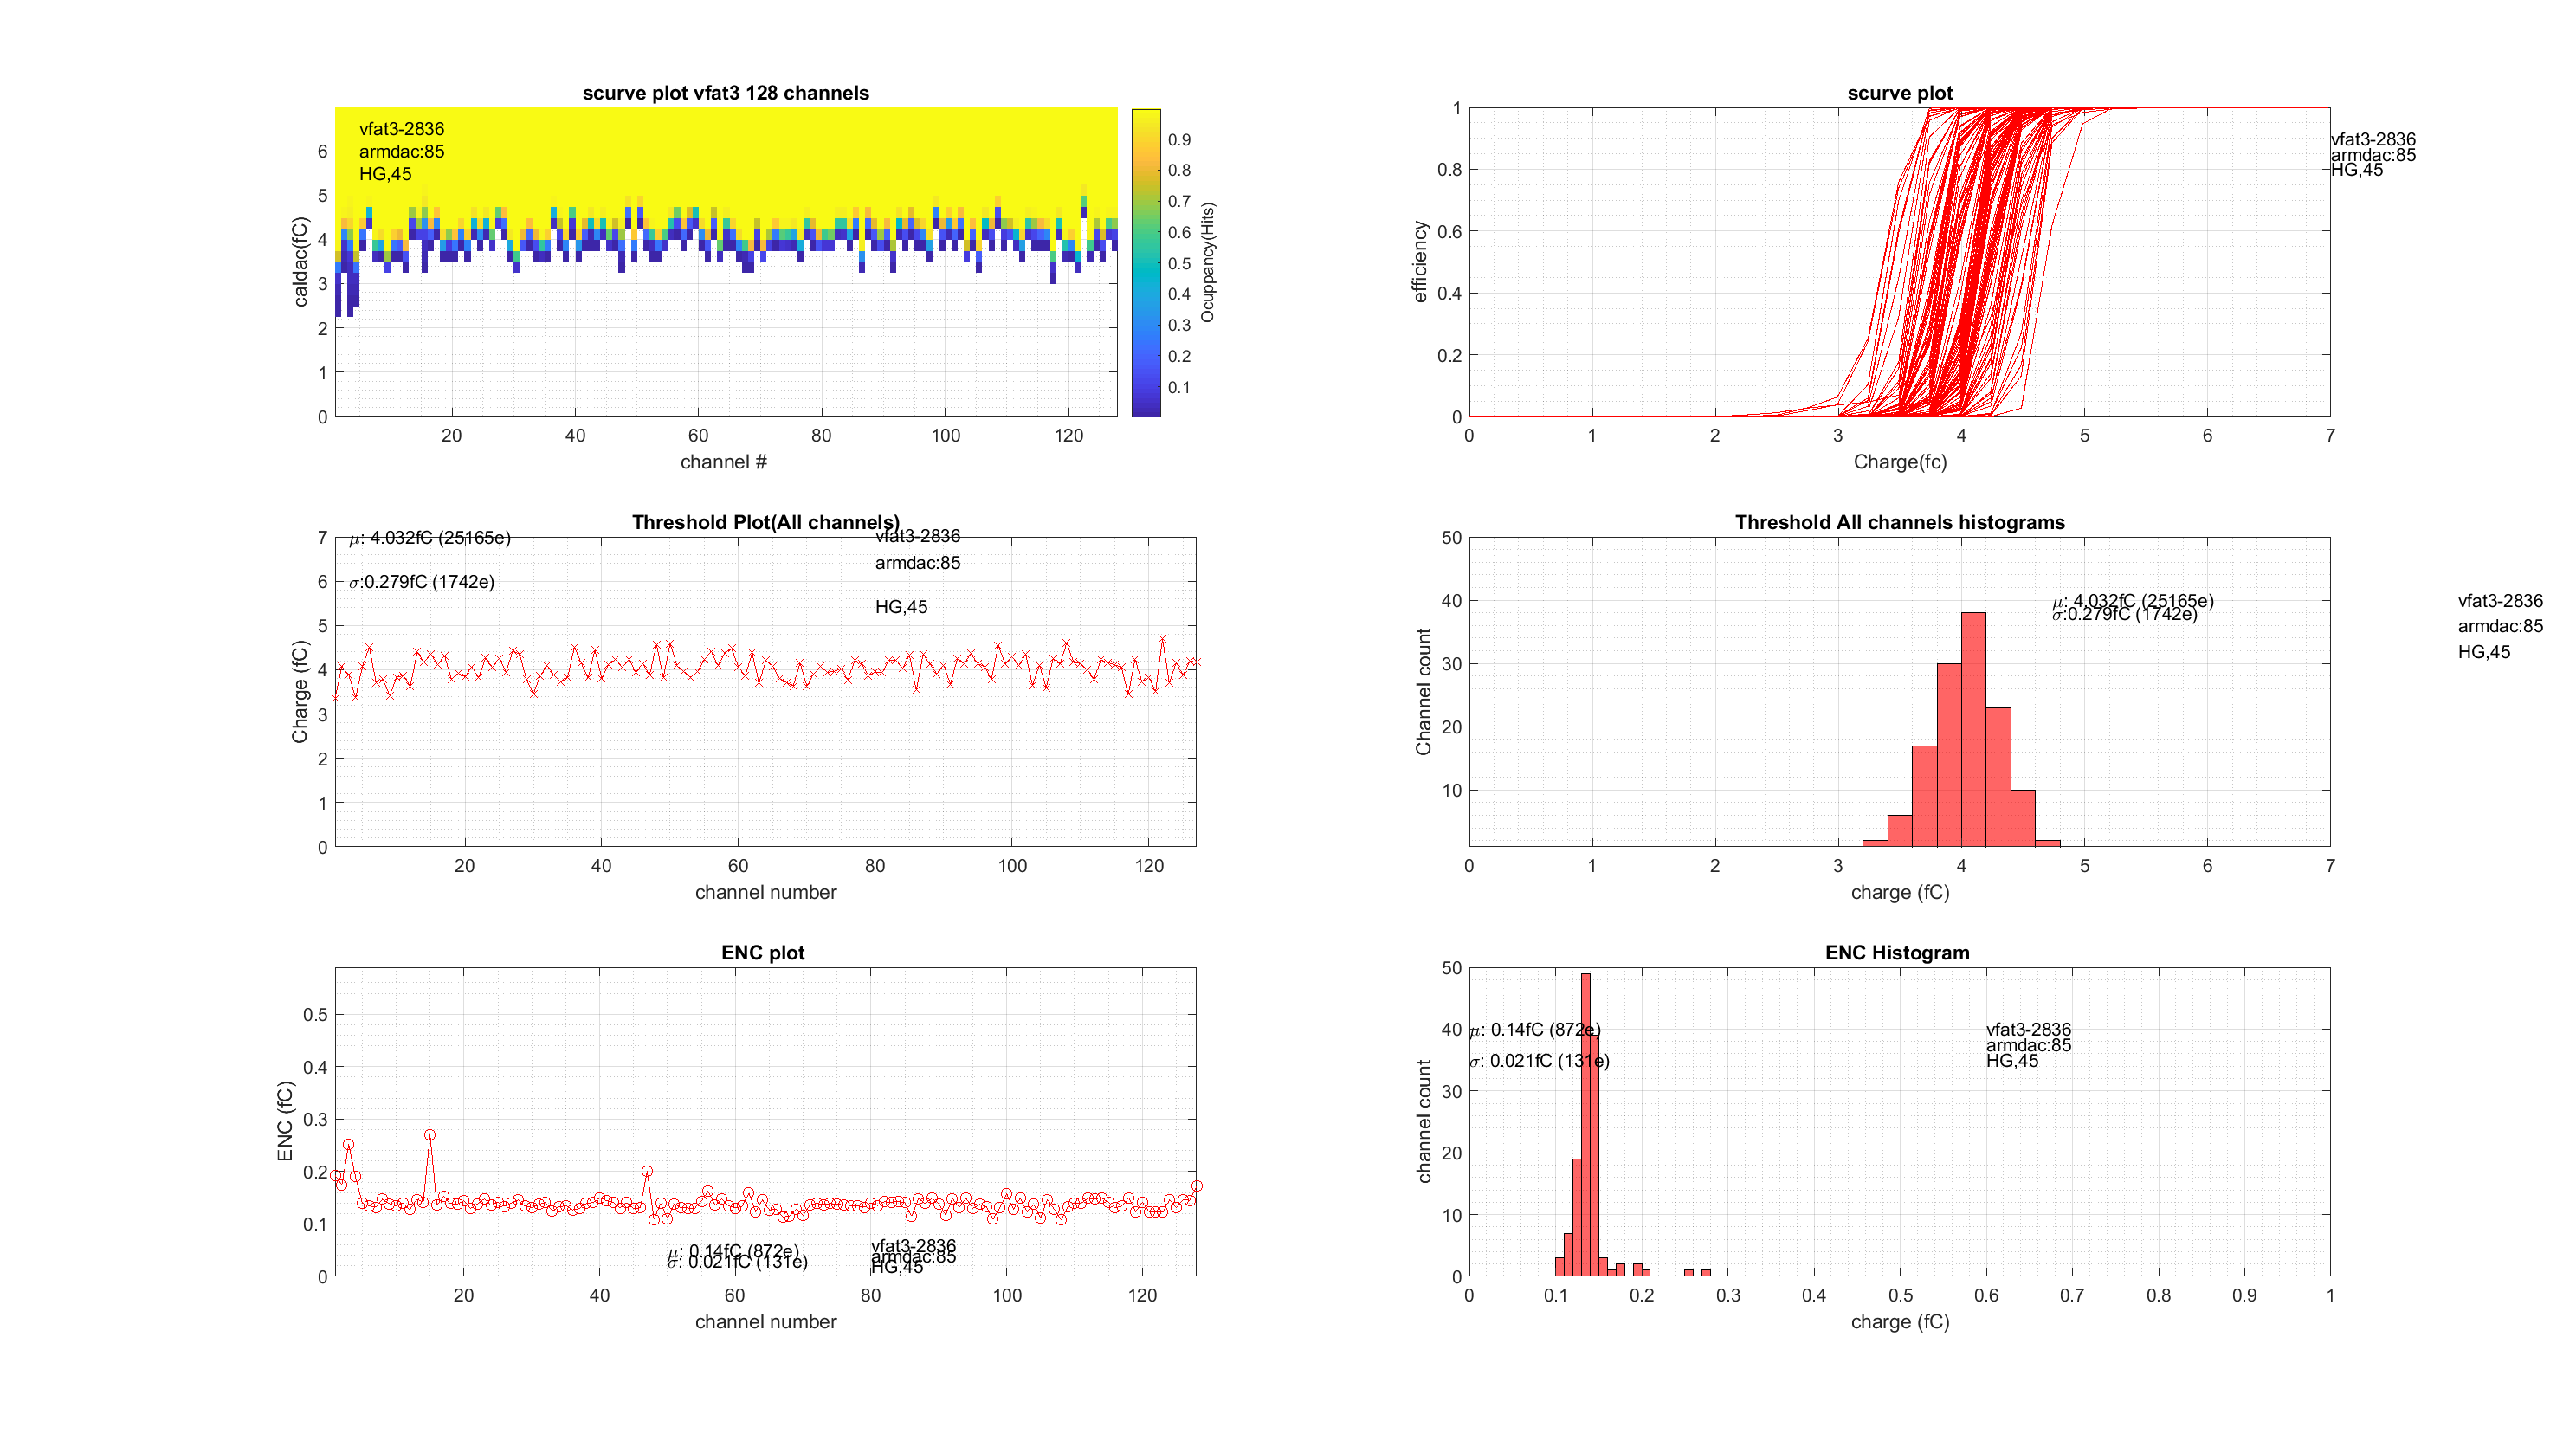 scurve plot vfat3 128 channels
vfat3-2836
armdac:85
HG,45
caldac(fC)
0
1
2
3
4
5
6
20
40
60
80
100
120
channel #
0.9
0.8
0.7
0.6
0.5
0.4
0.3
0.2
0.1
Ocuppancy(Hits)
scurve plot
vfat3-2836
armdac:85
HG,45
efficiency
1
0.8
0.6
0.4
0.2
0
0 1 2 3 4 5 6 7
Charge(fc)
Threshold Plot(All channels)
μ: 4.032fC (25165e)
σ:0.279fC (1742e)
vfat3-2836
armdac:85
HG,45
Charge (fC)
7
6
5
4
3
2
1
0
20 40 60 80 100 120
channel number
Threshold All channels histograms
μ: 4.032fC (25165e)
σ:0.279fC (1742e)
vfat3-2836
armdac:85
HG,45
Channel count
50
40
30
20
10
0 1 2 3 4 5 6 7
charge (fC)
ENC plot
ENC (fC)
0.5
0.4
0.3
0.2
0.1
0
μ: 0.14fC (872e)
σ: 0.021fC (131e)
vfat3-2836
armdac:85
HG,45
20 40 60 80 100 120
channel number
ENC Histogram
μ: 0.14fC (872e)
σ: 0.021fC (131e)
vfat3-2836
armdac:85
HG,45
channel count
50
40
30
20
10
0
0 0.1 0.2 0.3 0.4 0.5 0.6 0.7 0.8 0.9 1
charge (fC)